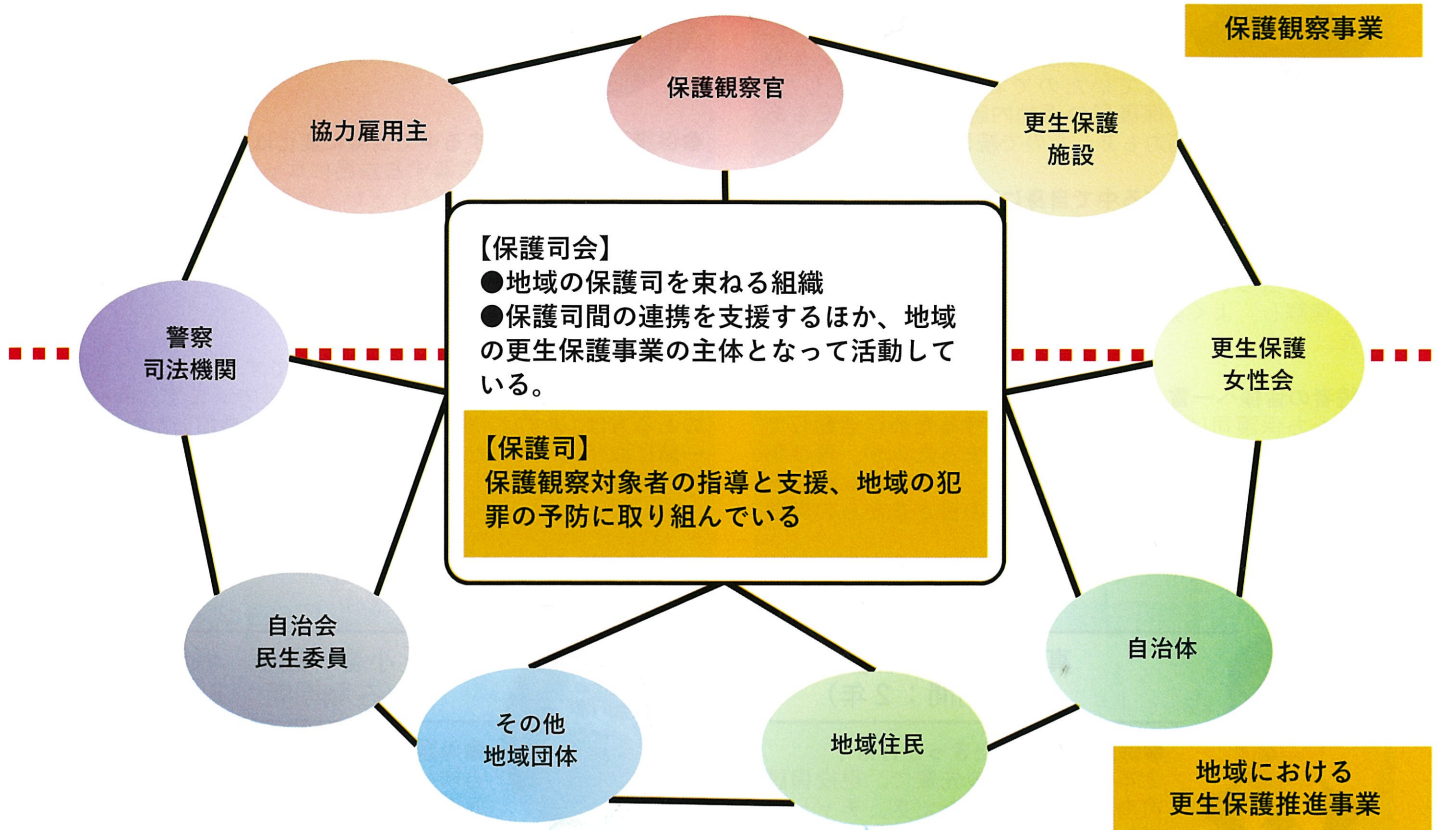 保護観察事業
保護観察官
協力雇用主
更生保護
施設
【保護司会】
●地域の保護司を束ねる組織
●保護司間の連携を支援するほか、地域
の更生保護事業の主体となって活動して
いる。
警察
司法機関
更生保護
女性会
【保護司】
保護観察対象者の指導と支援、地域の犯
罪の予防に取り組んでいる
自治会
民生委員
自治体
その他
地域団体
地域住民
地域における
更生保護推進事業